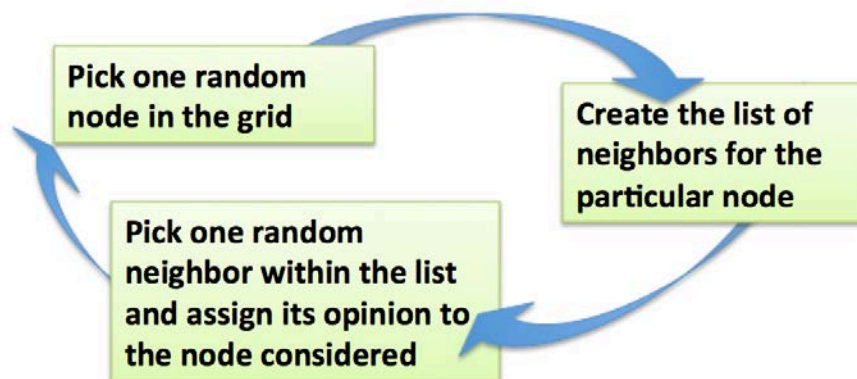 Pick one random
node in the grid
Create the list of
neighbors for the
particular node
Pick one random
neighbor within the list
and assign its opinion to
the node considered